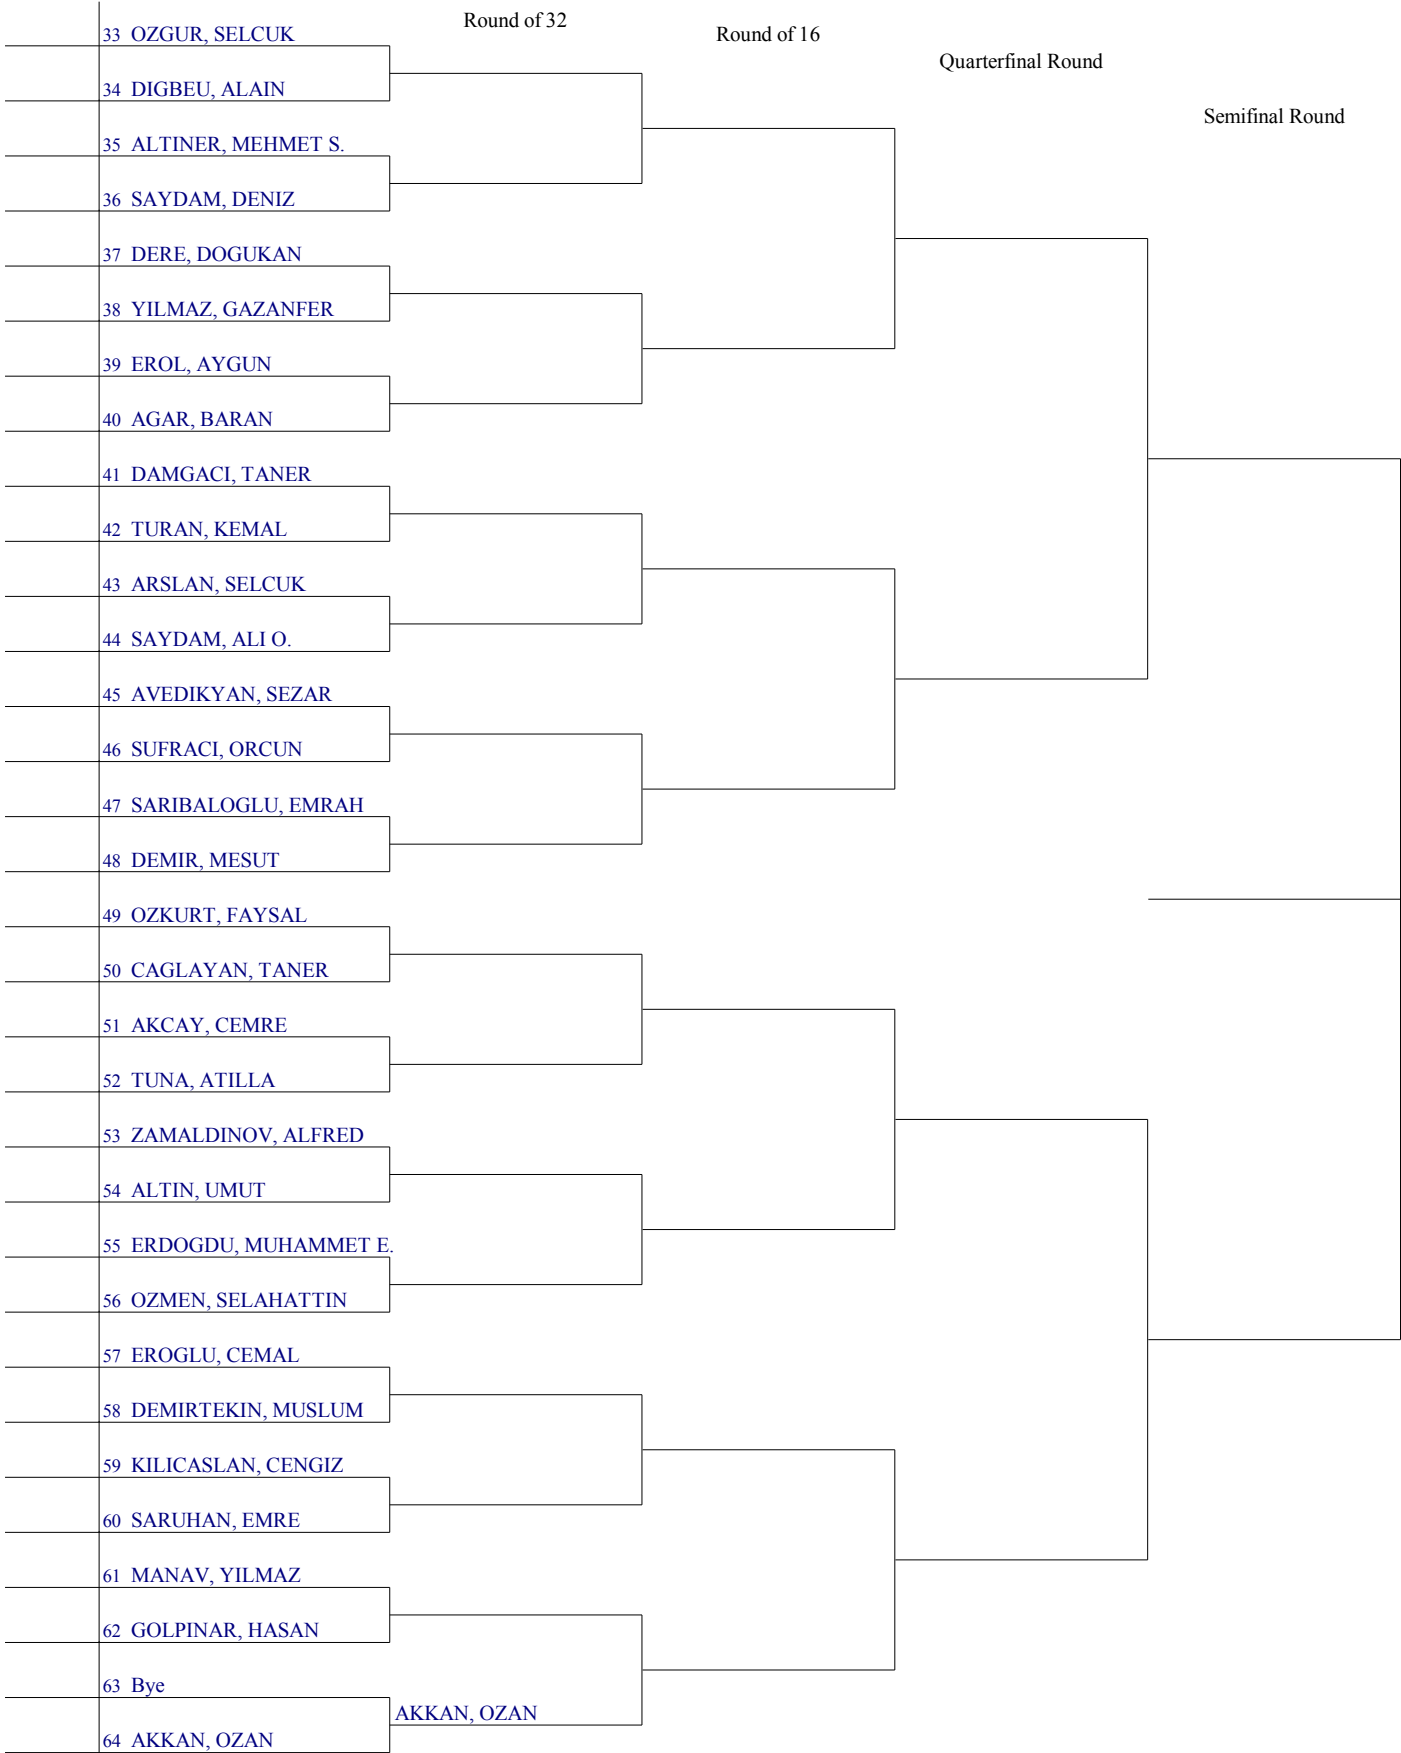 Round of 32
Round of 16
Quarterfinal Round
Semifinal Round
33 OZGUR, SELCUK
34 DIGBEU, ALAIN
35 ALTINER, MEHMET S.
36 SAYDAM, DENIZ
37 DERE, DOGUKAN
38 YILMAZ, GAZANFER
39 EROL, AYGUN
40 AGAR, BARAN
41 DAMGACI, TANER
42 TURAN, KEMAL
43 ARSLAN, SELCUK
44 SAYDAM, ALI O.
45 AVEDIKYAN, SEZAR
46 SUFRACI, ORCUN
47 SARIBALOGLU, EMRAH
48 DEMIR, MESUT
49 OZKURT, FAYSAL
50 CAGLAYAN, TANER
51 AKCAY, CEMRE
52 TUNA, ATILLA
53 ZAMALDINOV, ALFRED
54 ALTIN, UMUT
55 ERDOGDU, MUHAMMET E.
56 OZMEN, SELAHATTIN
57 EROGLU, CEMAL
58 DEMIRTEKIN, MUSLUM
59 KILICASLAN, CENGIZ
60 SARUHAN, EMRE
61 MANAV, YILMAZ
62 GOLPINAR, HASAN
63 Bye
AKKAN, OZAN
64 AKKAN, OZAN